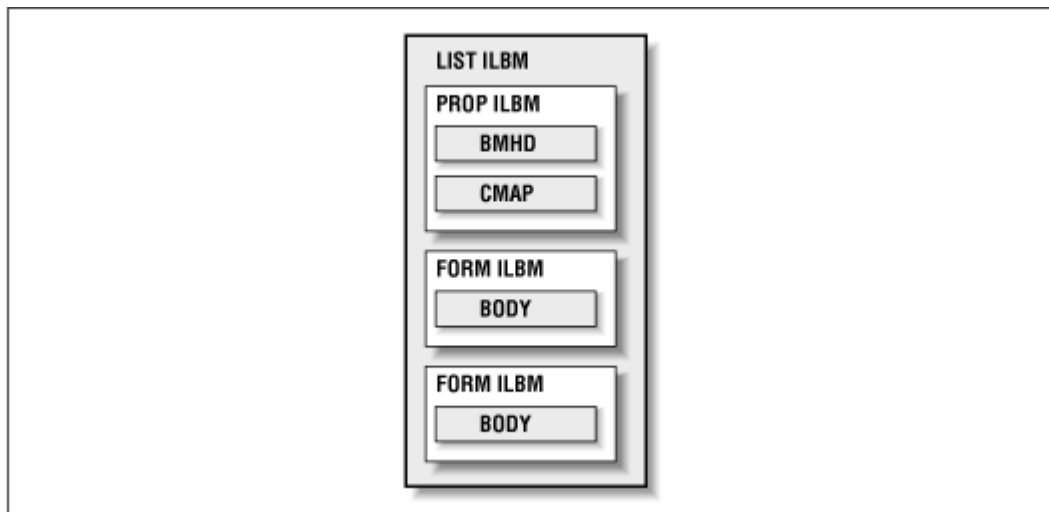 LIST ILBM
PROP ILBM
BMHD
CMAP
FORM ILBM
BODY
FORM ILBM
BODY